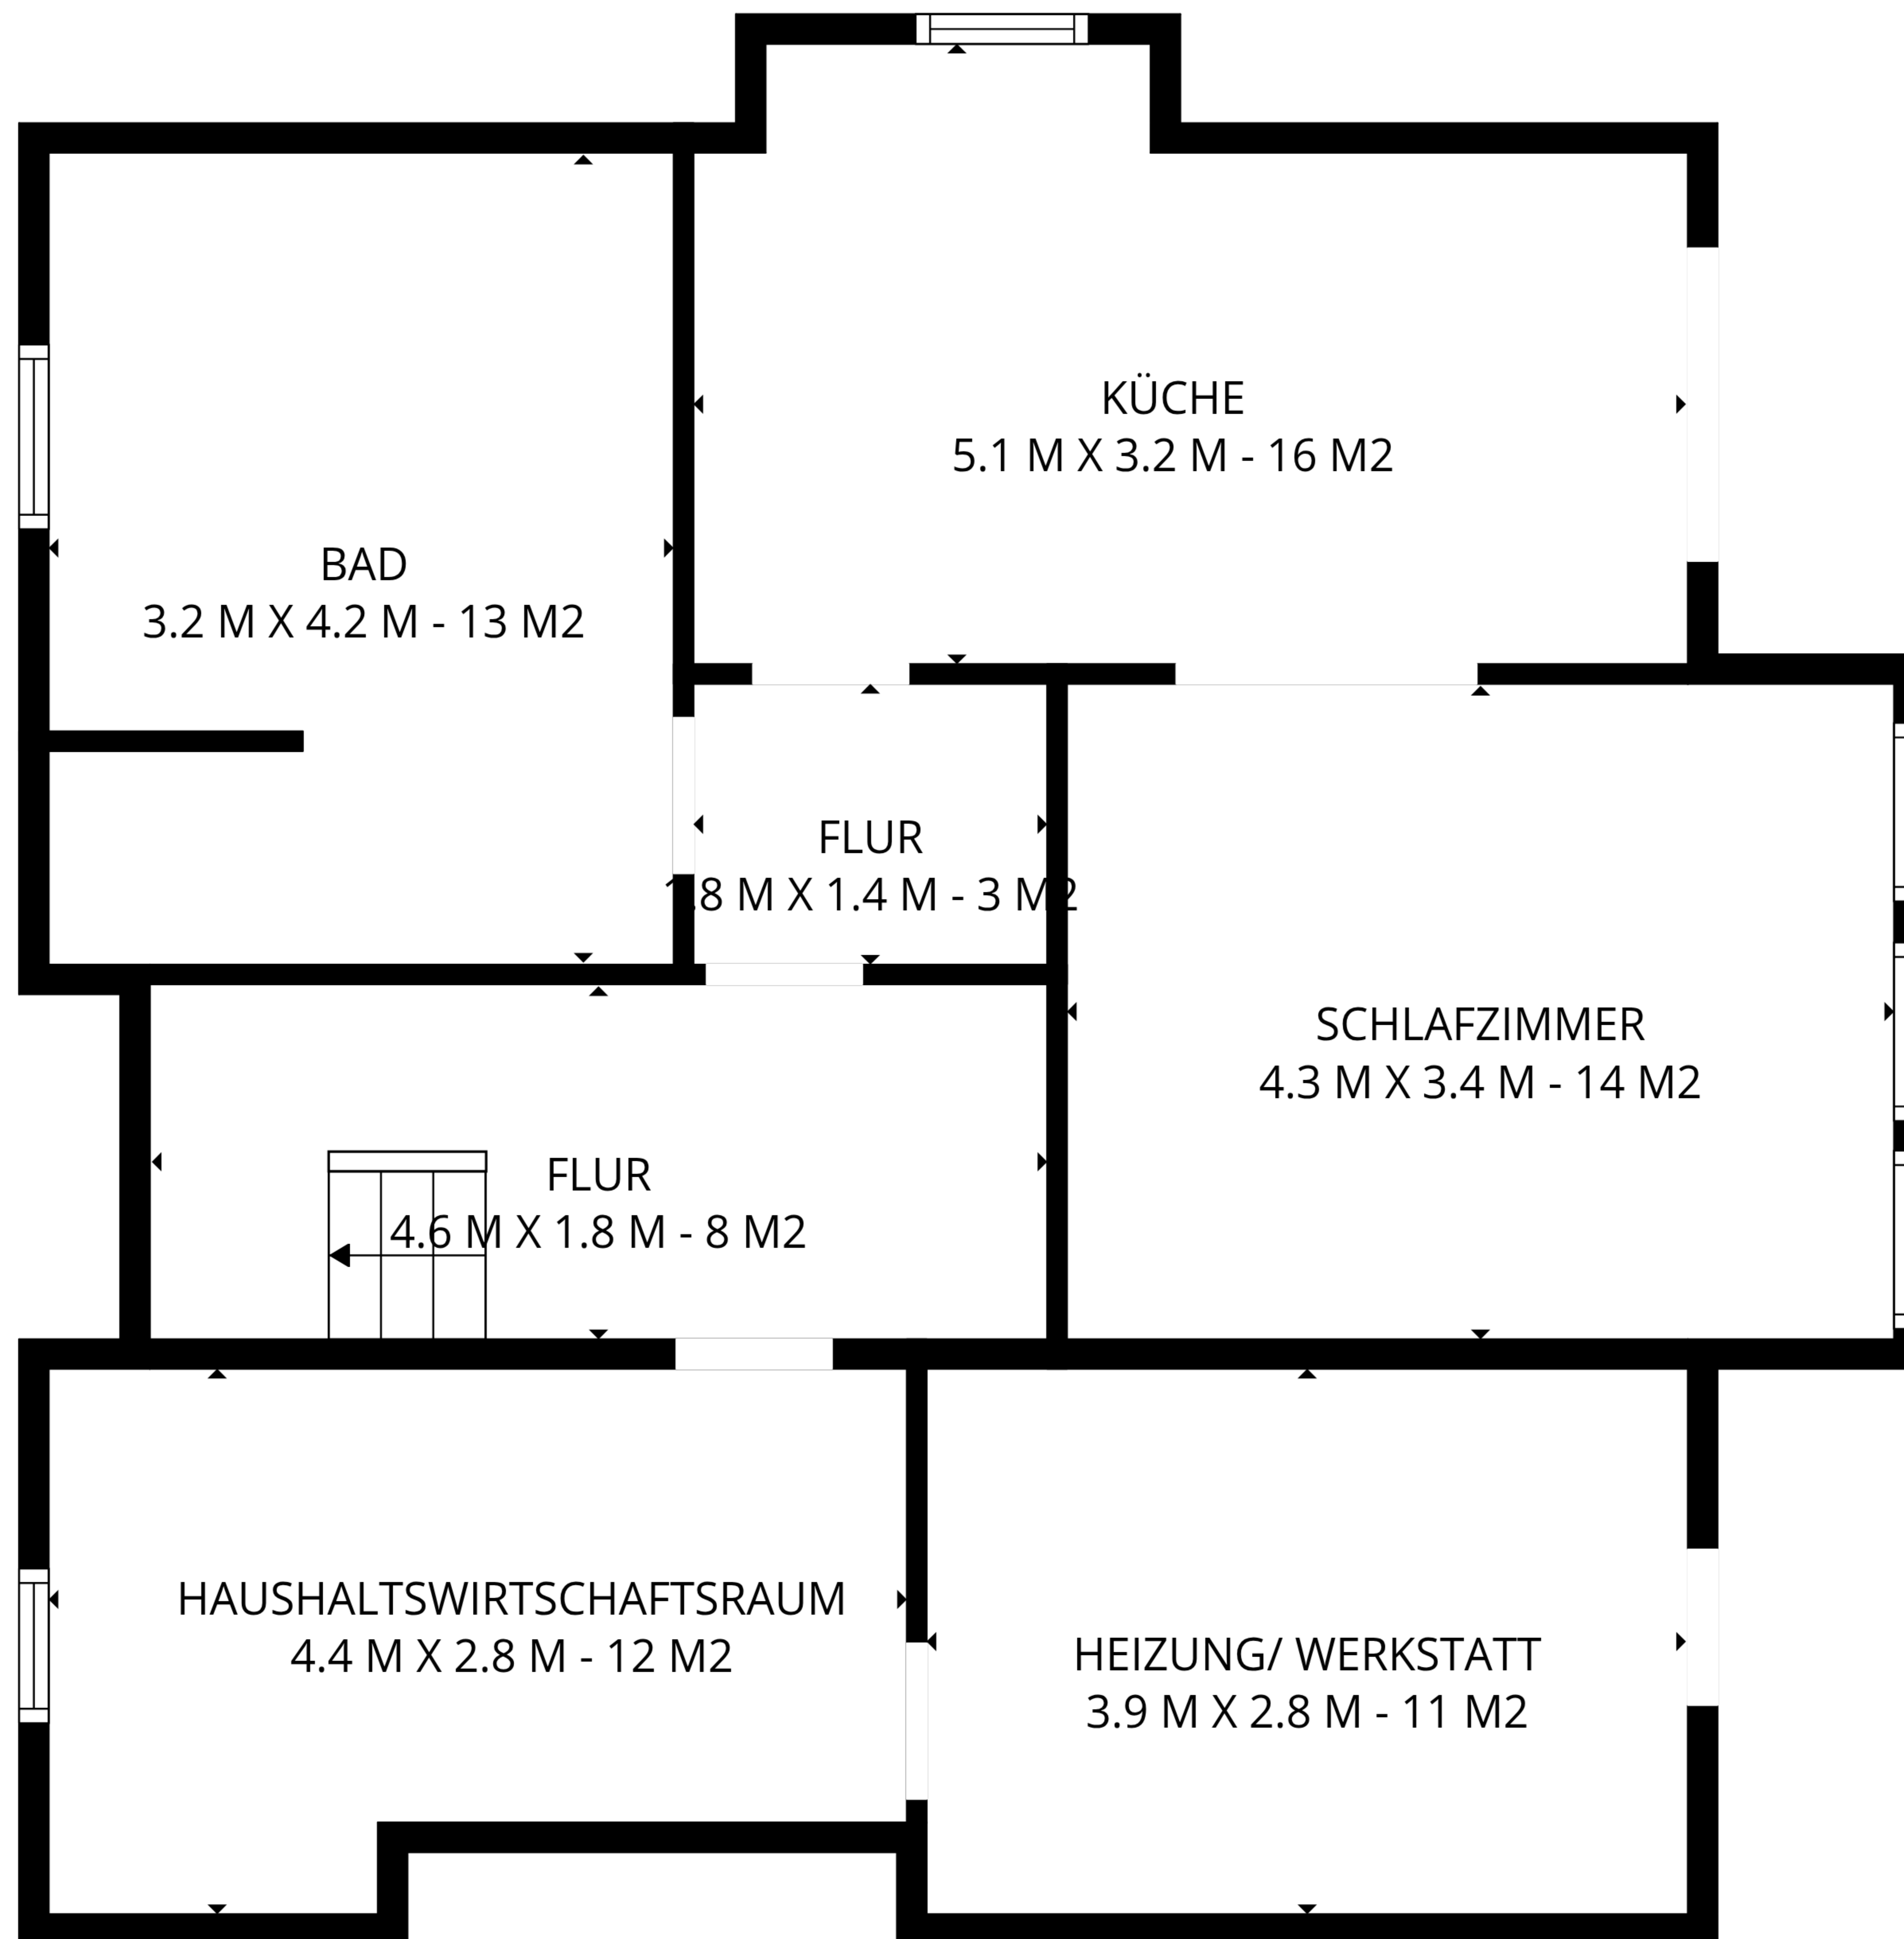 KÜCHE
5.1 M X 3.2 M - 16 M2
BAD
3.2 M X 4.2 M - 13 M2
FLUR
.8 M X 1.4 M - 3 M2
SCHLAFZIMMER
4.3 M X 3.4 M - 14 M2
FLUR
4.6 M X 1.8 M - 8 M2
HAUSHALTSWIRTSCHAFTSRAUM
4.4 M X 2.8 M - 12 M2
HEIZUNG/ WERKSTATT
3.9 M X 2.8 M - 11 M2